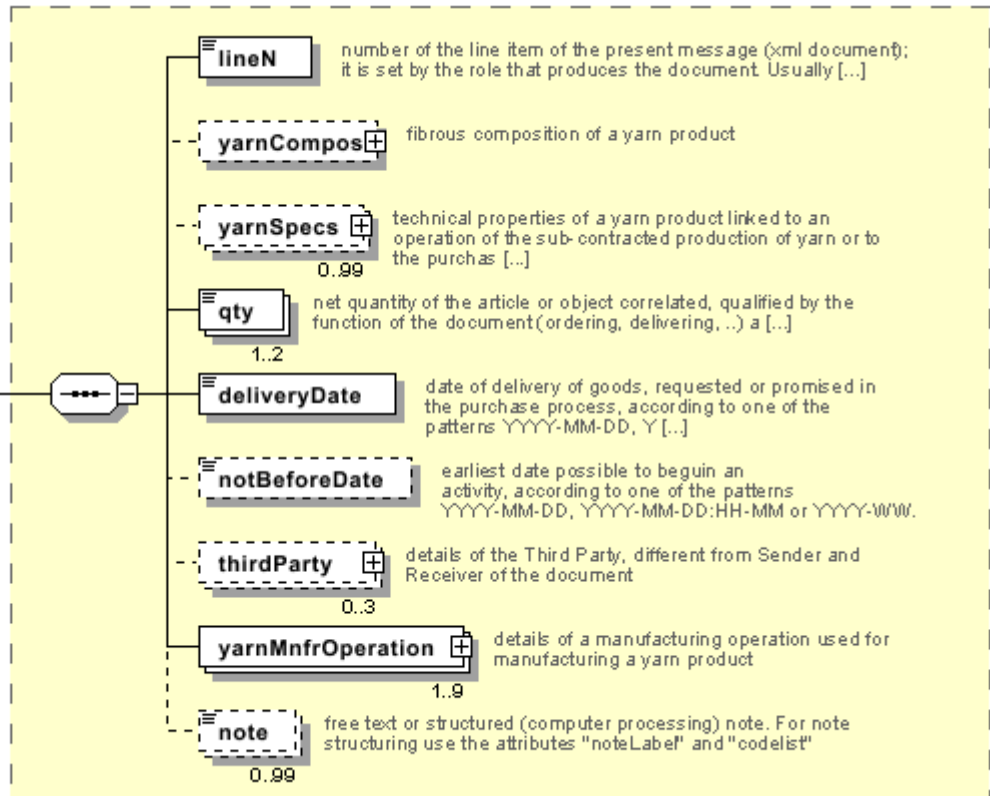 lineN
number of the line item of the present message (xml document);
it is set by the role that produces the document. Usually [...]
yarnCompos
fibrous composition of a yarn product
yarnSpecs
technical properties of a yarn product linked to an
operation of the sub-contracted production of yarn or to
the purchas [...]
0..99
qty
net quantity of the article or object correlated, qualified by the
function of the document (ordering, delivering, ..) a [...]
1..2
deliveryDate
date of delivery of goods, requested or promised in
the purchase process, according to one of the
patterns YYYY-MM-DD, Y [...]
notBeforeDate
earliest date possible to beguin an
activity, according to one of the patterns
YYYY-MM-DD, YYYY-MM-DD:HH-MM or YYYY-WW.
thirdParty
details of the Third Party, different from Sender and
Receiver of the document
0..3
yarnMnfrOperation
details of a manufacturing operation used for
manufacturing a yarn product
1..9
note
free text or structured (computer processing) note. For note
structuring use the attributes "noteLabel" and "codelist"
0..99